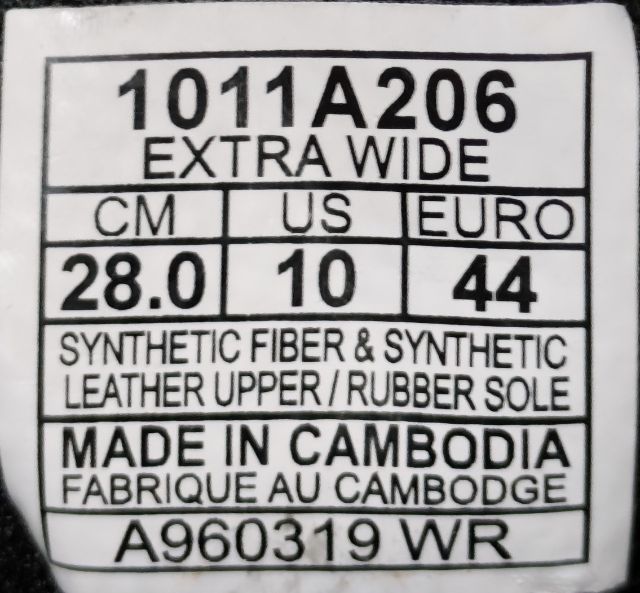 1011A206
EXTRA WIDE
CM US EURO
28.0 10 44
SYNTHETIC FIBER & SYNTHETIC
LEATHER UPPER / RUBBER SOLE
MADE IN CAMBODIA
FABRIQUE AU CAMBODGE
A960319 WR